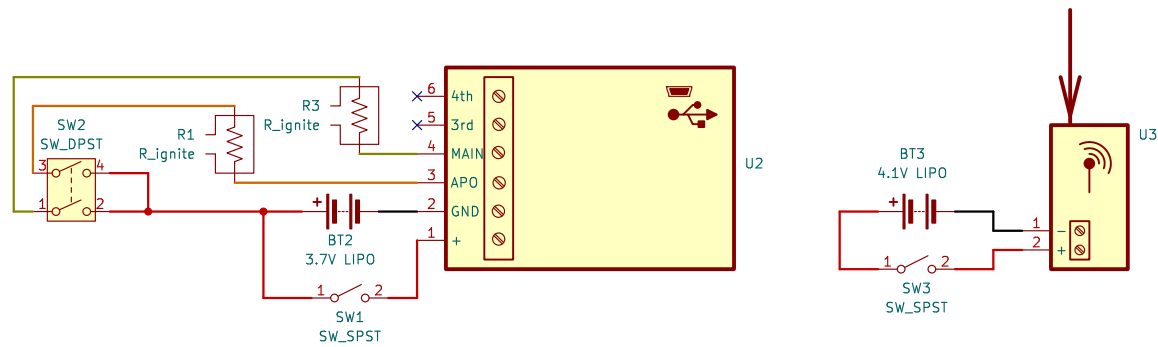 SW2
SW_DPST
3
4
1
2
R1
R_ignite
R3
R_ignite
+
BT2
3.7V LIPO
1
2
SW1
SW_SPST
6
4th
5
3rd
4
MAIN
3
APO
2
GND
1
+
U2
BT3
4.1V LIPO
+
1
2
SW3
SW_SPST
U3
1
−
2
+